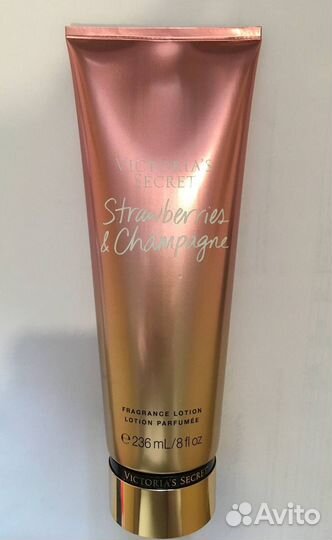 VICTORIA'S
SECRET
Strawberries
& Champagne
FRAGRANCE LOTION
LOTION PARFUMÉE
℮ 236 mL/8 fl oz
VICTORIA'S SECRET
Avito